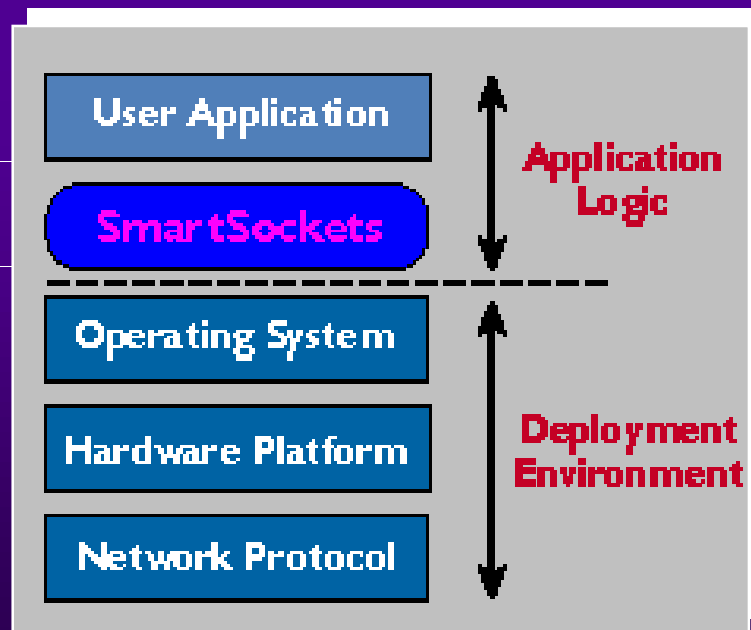 User Application
SmartSockets
Application
Logic
Operating System
Hardware Platform
Deployment
Environment
Network Protocol